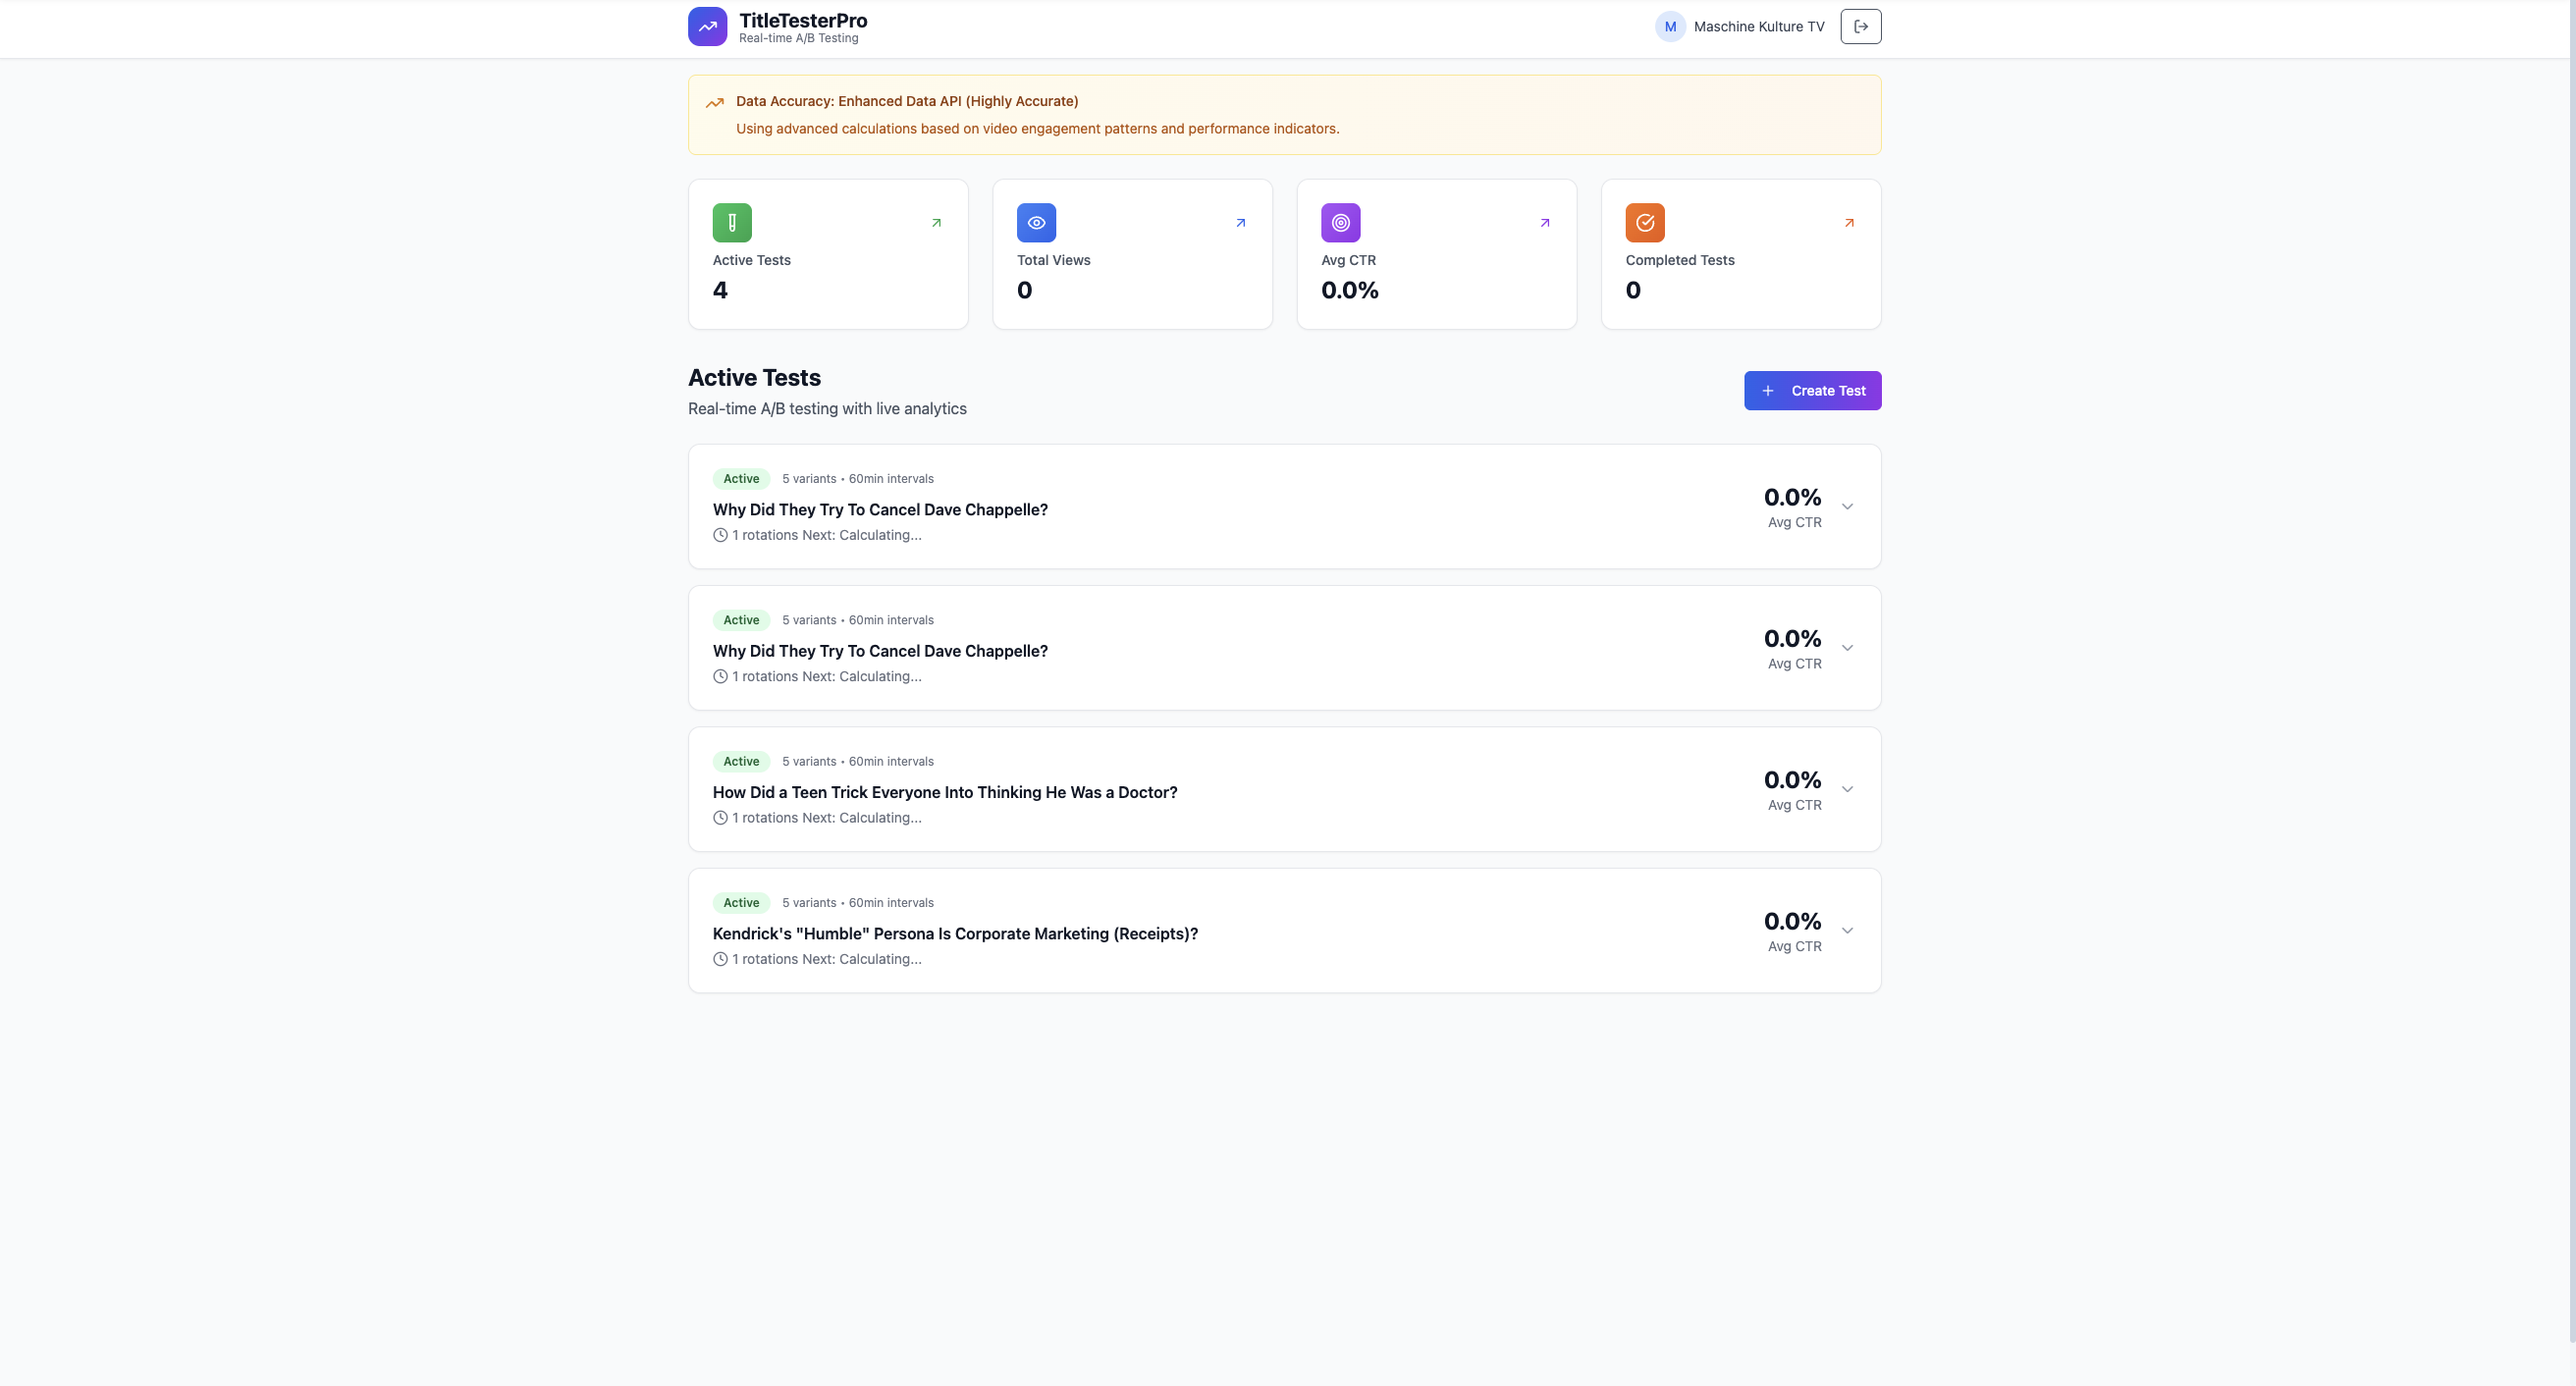 TitleTesterPro
Real-time A/B Testing
M
Maschine Kulture TV
Data Accuracy: Enhanced Data API (Highly Accurate)
Using advanced calculations based on video engagement patterns and performance indicators.
Active Tests
4
Total Views
0
Avg CTR
0.0%
Completed Tests
0
Active Tests
Real-time A/B testing with live analytics
Create Test
Active 5 variants • 60min intervals
Why Did They Try To Cancel Dave Chappelle?
1 rotations Next: Calculating...
0.0%
Avg CTR
Active 5 variants • 60min intervals
Why Did They Try To Cancel Dave Chappelle?
1 rotations Next: Calculating...
0.0%
Avg CTR
Active 5 variants • 60min intervals
How Did a Teen Trick Everyone Into Thinking He Was a Doctor?
1 rotations Next: Calculating...
0.0%
Avg CTR
Active 5 variants • 60min intervals
Kendrick's "Humble" Persona Is Corporate Marketing (Receipts)?
1 rotations Next: Calculating...
0.0%
Avg CTR